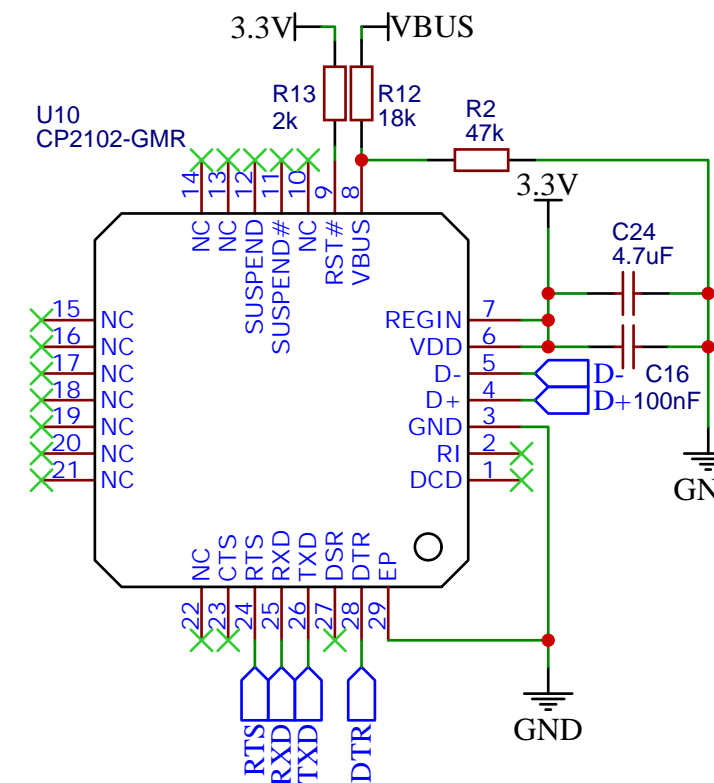 3.3V
VBUS
R13
2k
R12
18k
R2
47k
U10
CP2102-GMR
3.3V
C24
4.7uF
14
13
12
11
10
9
8
NC
NC
SUSPEND
SUSPEND#
NC
RST#
VBUS
15 NC
16 NC
17 NC
18 NC
19 NC
20 NC
21 NC
REGIN 7
VDD 6
D- 5
D+ 4
GND 3
RI 2
DCD 1
D-
D+
C16
100nF
GN
NC
CTS
RTS
RXD
TXD
DSR
DTR
EP
22
23
24
25
26
27
28
29
RTS
RXD
TXD
DTR
GND